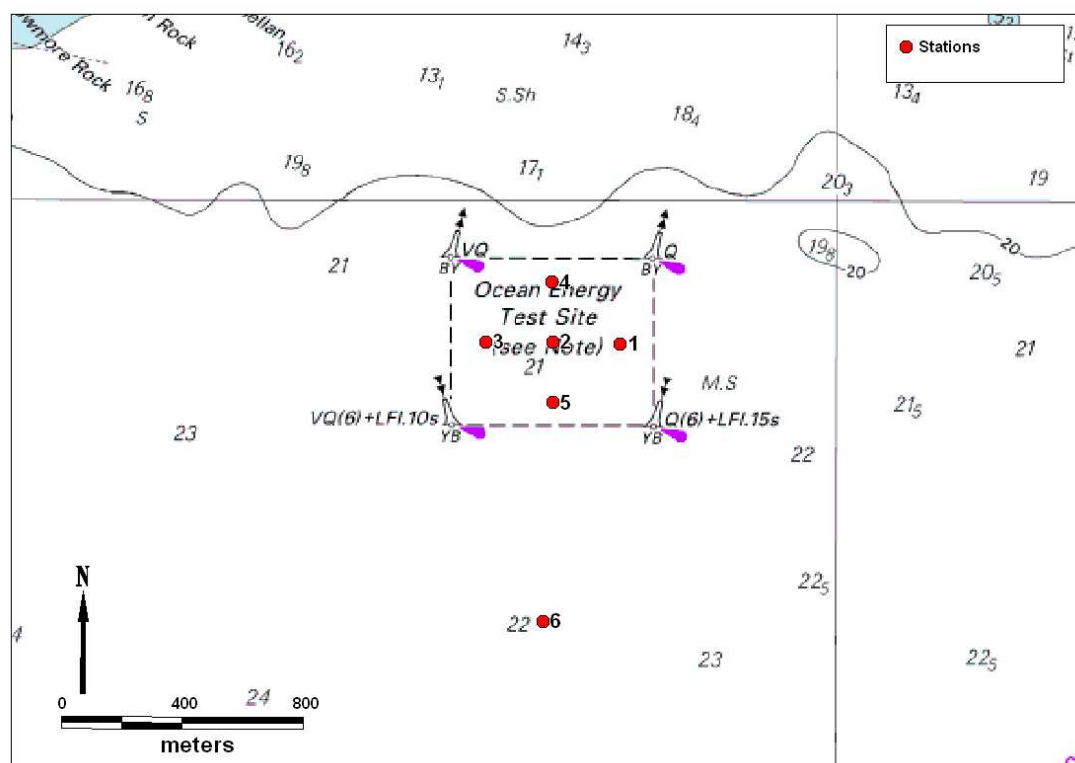 Rock
16₂
14₃
22
Stations
owmore Rock
16₈
13₁
S.Sh
13₄
S
18₄
19₈
17₁
20₃
19
VQ
Q
BY
BY
19₈
20
20
21
20₅
4
Ocean Energy
Test Site
3
2
1
(see Note)
21
21
M.S
5
21₅
VQ(6)+LFl.10s
Q(6)+LFl.15s
YB
YB
23
22
22₅
N
22
6
4
23
22₅
24
0
400
800
meters